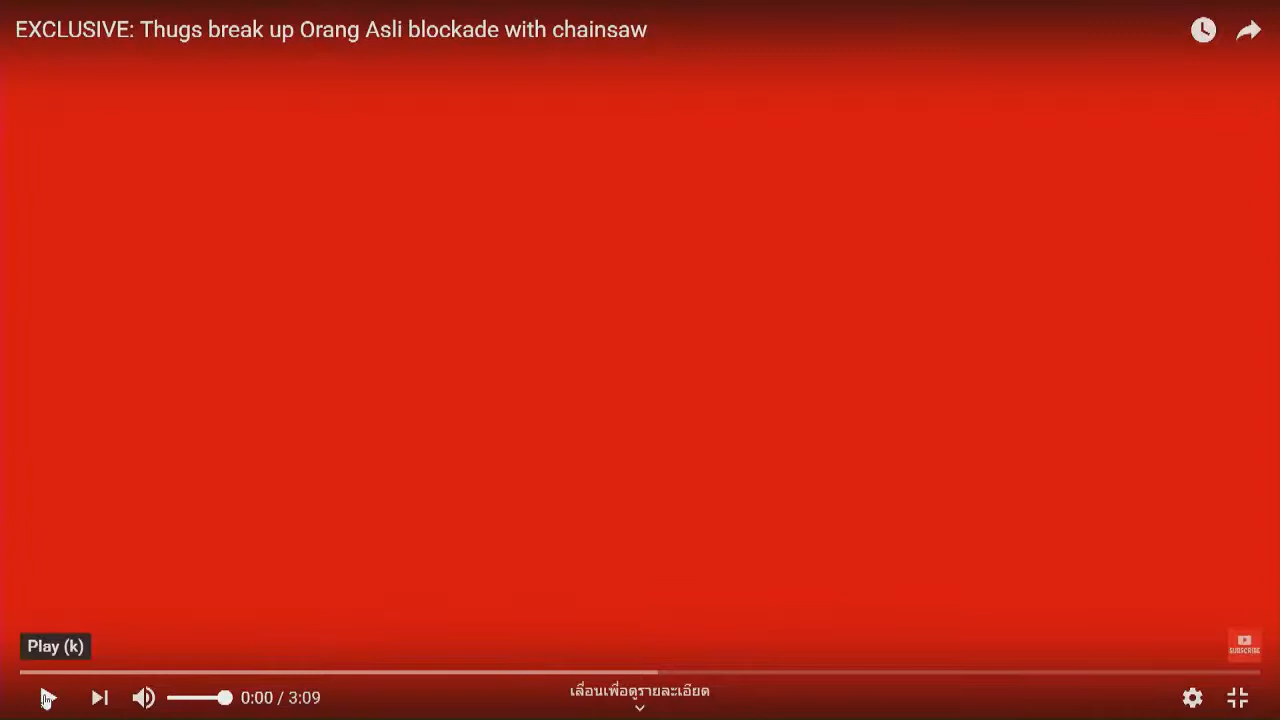 EXCLUSIVE: Thugs break up Orang Asli blockade with chainsaw
Play (k)
SUBSCRIBE
0:00 / 3:09
เลื่อนเพื่อดูรายละเอียด